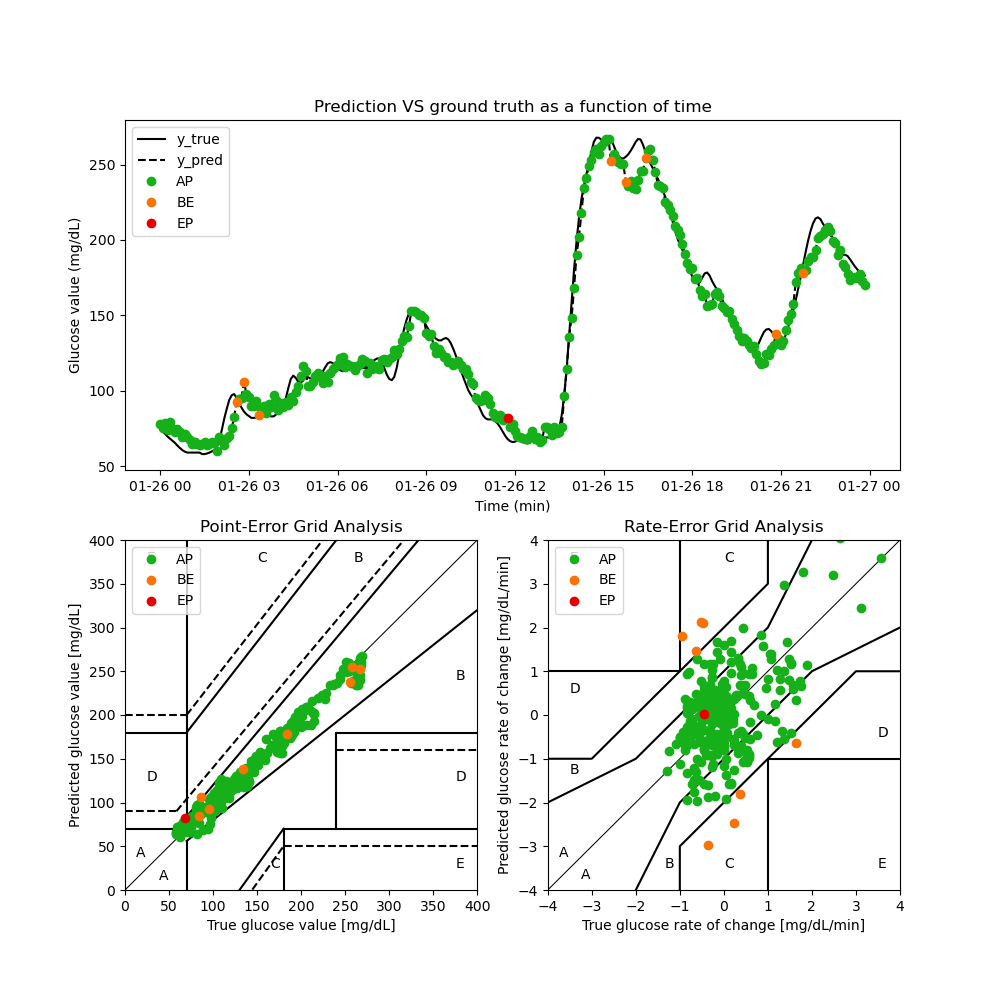 Prediction VS ground truth as a function of time
Glucose value (mg/dL)
250
200
150
100
50
y_true
y_pred
AP
BE
EP
01-26 00 01-26 03 01-26 06 01-26 09 01-26 12 01-26 15 01-26 18 01-26 21 01-27 00
Time (min)
Point-Error Grid Analysis
Predicted glucose value [mg/dL]
400
350
300
250
200
150
100
50
0
AP
BE
EP
C
B
B
D
D
A
A
C
E
0 50 100 150 200 250 300 350 400
True glucose value [mg/dL]
Rate-Error Grid Analysis
Predicted glucose rate of change [mg/dL/min]
4
3
2
1
0
−1
−2
−3
−4
AP
BE
EP
C
D
D
B
A
A
B
C
E
−4 −3 −2 −1 0 1 2 3 4
True glucose rate of change [mg/dL/min]